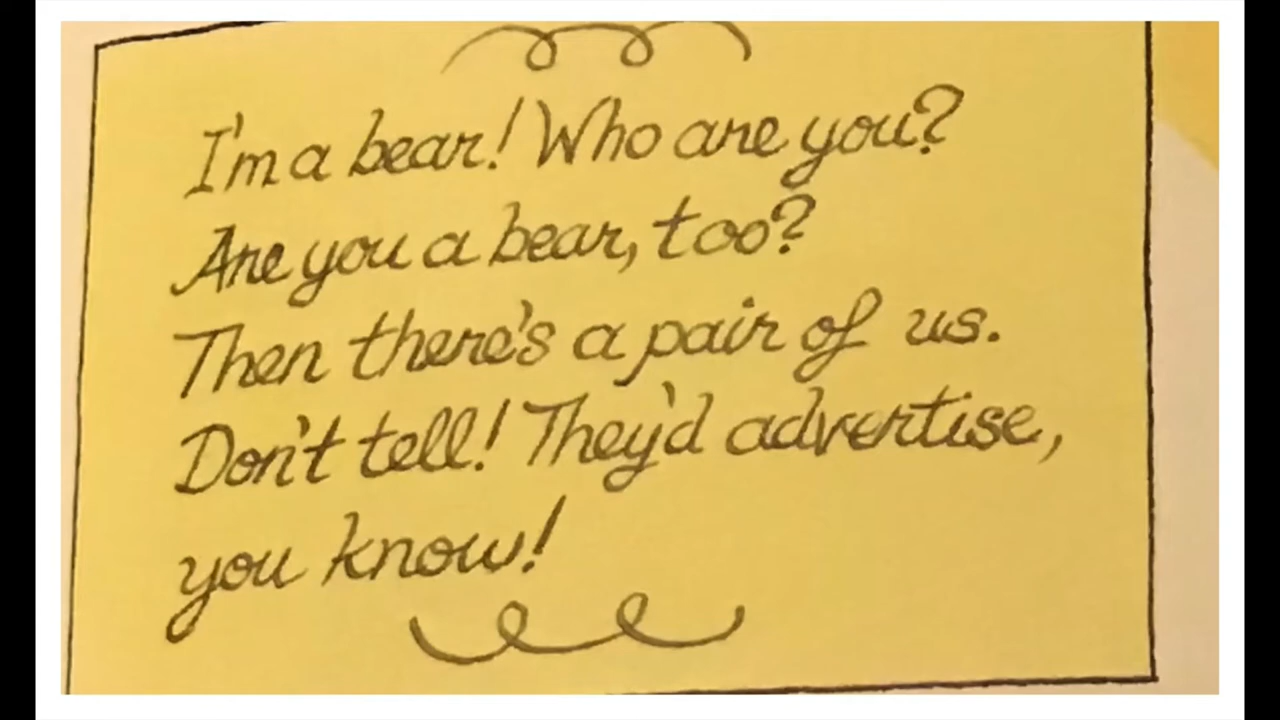 I'm a bear! Who are you?
Are you a bear, too?
Then there's a pair of us.
Don't tell! They'd advertise,
you know!